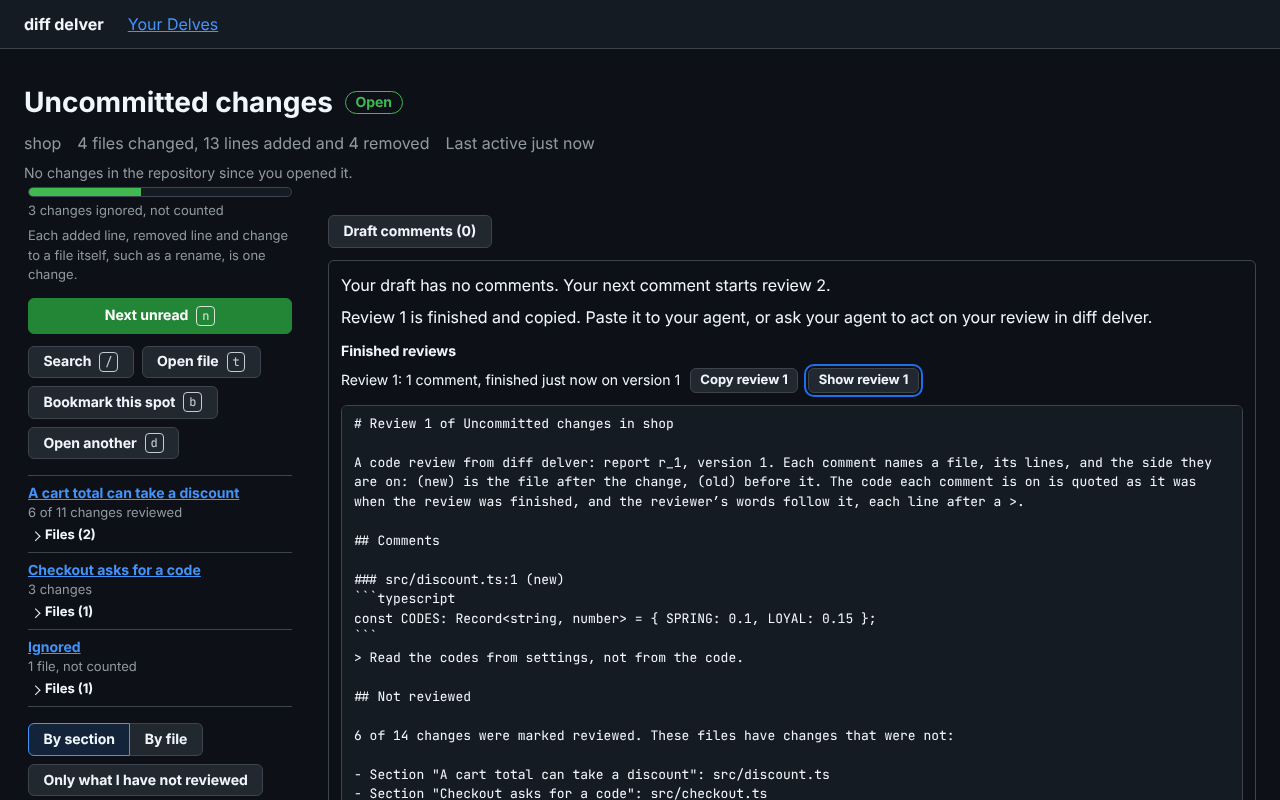 diff delver Your Delves
Uncommitted changes Open
shop 4 files changed, 13 lines added and 4 removed Last active just now
No changes in the repository since you opened it.
3 changes ignored, not counted
Each added line, removed line and change
to a file itself, such as a rename, is one
change.
Next unread n
Search / Open file t
Bookmark this spot b
Open another d
A cart total can take a discount
6 of 11 changes reviewed
Files (2)
Checkout asks for a code
3 changes
Files (1)
Ignored
1 file, not counted
Files (1)
By section By file
Only what I have not reviewed
Draft comments (0)
Your draft has no comments. Your next comment starts review 2.
Review 1 is finished and copied. Paste it to your agent, or ask your agent to act on your review in diff delver.
Finished reviews
Review 1: 1 comment, finished just now on version 1 Copy review 1 Show review 1
# Review 1 of Uncommitted changes in shop
A code review from diff delver: report r_1, version 1. Each comment names a file, its lines, and the side they
are on: (new) is the file after the change, (old) before it. The code each comment is on is quoted as it was
when the review was finished, and the reviewer’s words follow it, each line after a >.
## Comments
### src/discount.ts:1 (new)
```typescript
const CODES: Record<string, number> = { SPRING: 0.1, LOYAL: 0.15 };
```
> Read the codes from settings, not from the code.
## Not reviewed
6 of 14 changes were marked reviewed. These files have changes that were not:
- Section "A cart total can take a discount": src/discount.ts
- Section "Checkout asks for a code": src/checkout.ts